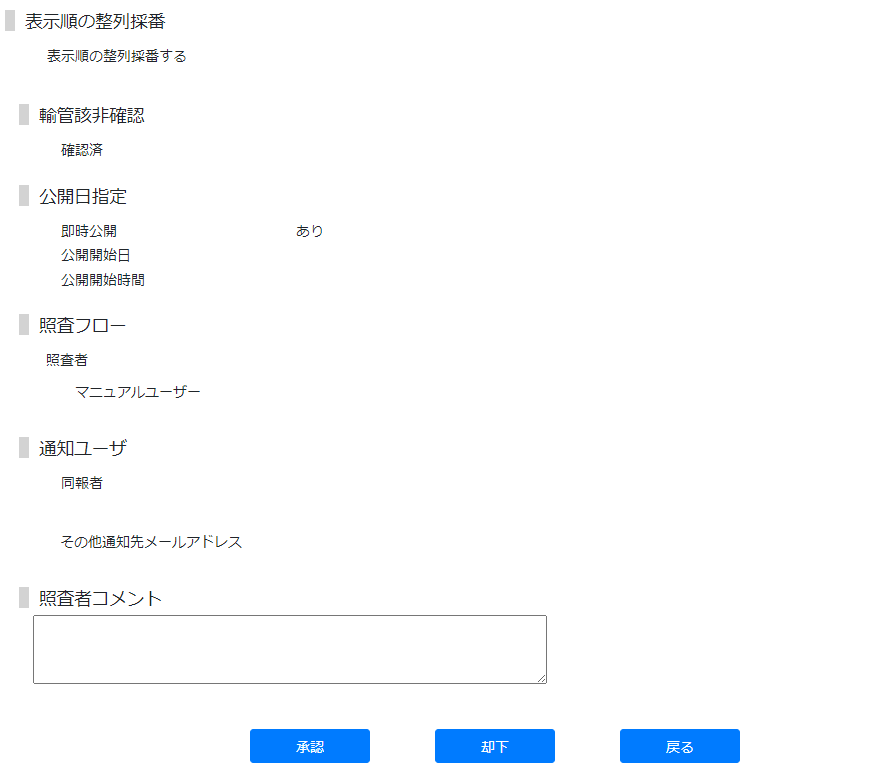 表示順の整列採番
表示順の整列採番する
輸管該非確認
確認済
公開日指定
即時公開 あり
公開開始日
公開開始時間
照査フロー
照査者
マニュアルユーザー
通知ユーザ
同報者
その他通知先メールアドレス
照査者コメント
承認 却下 戻る